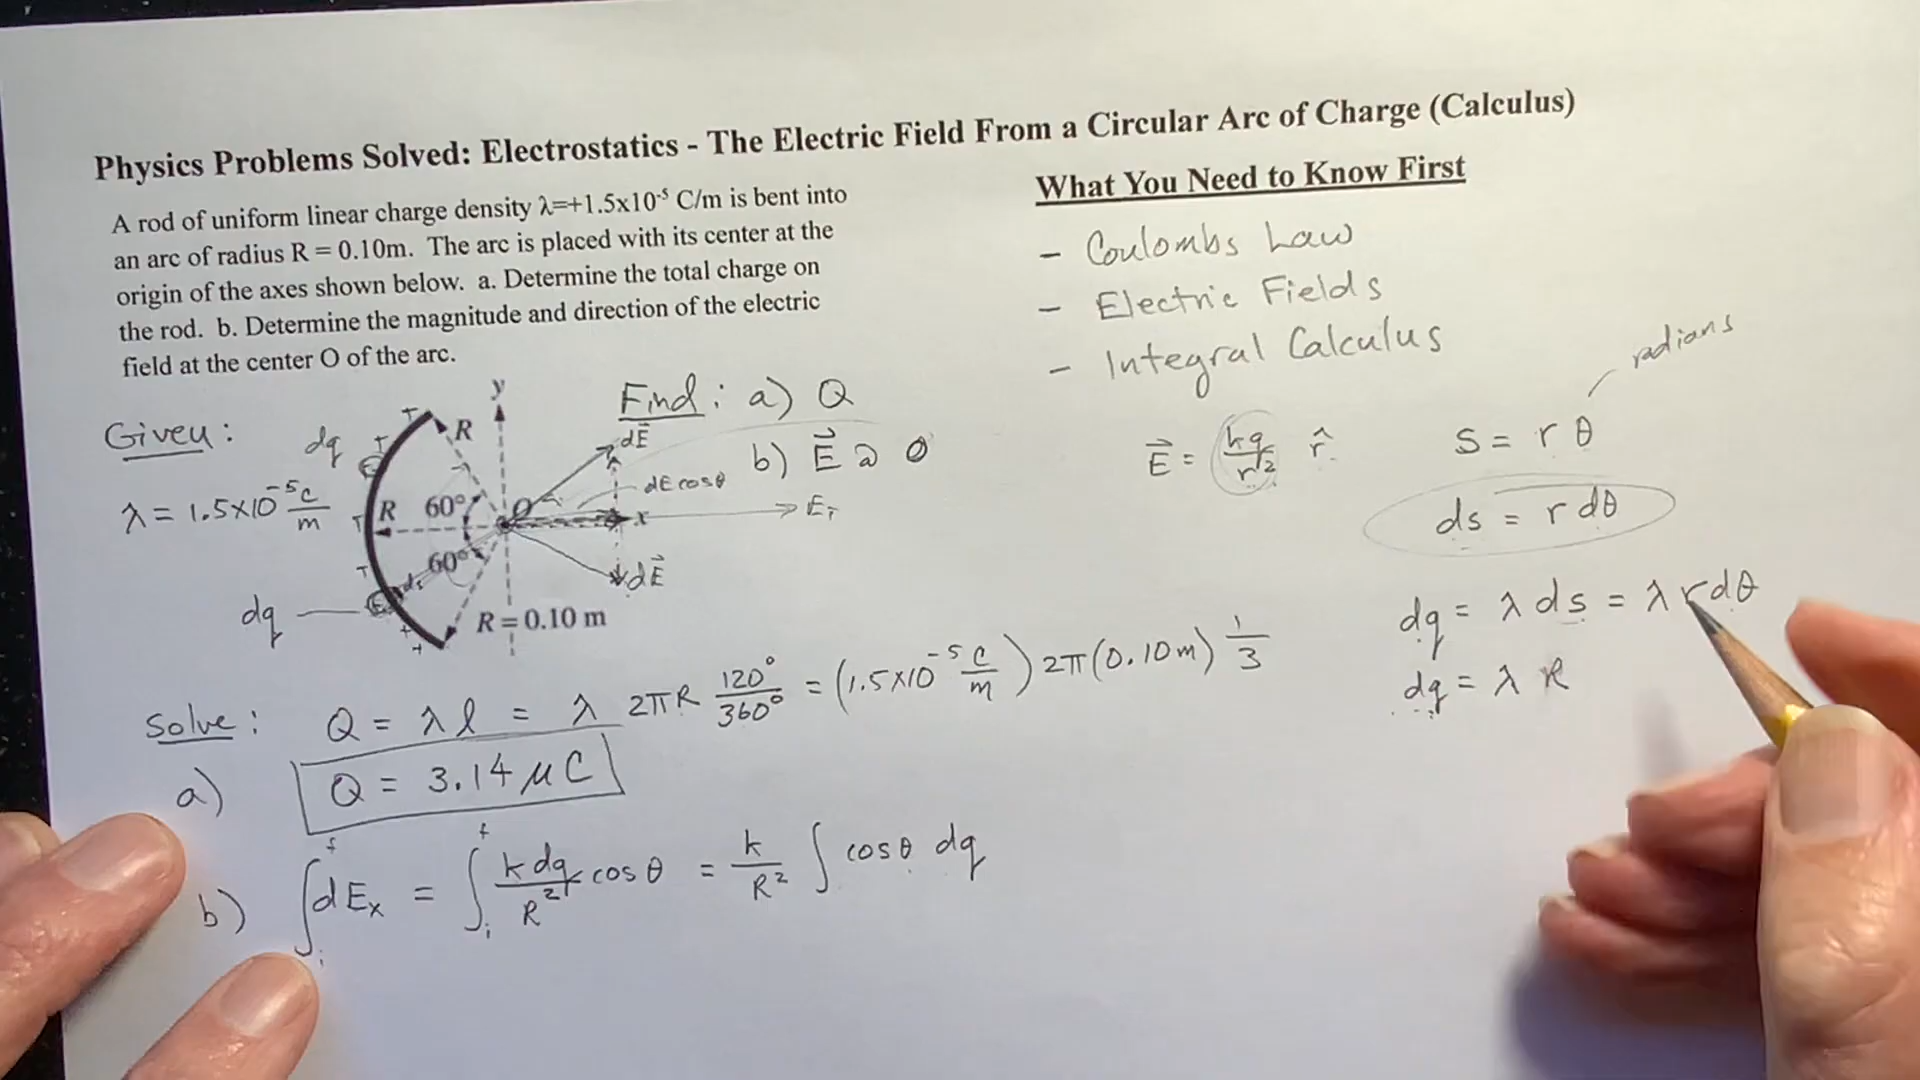 Physics Problems Solved: Electrostatics - The Electric Field From a Circular Arc of Charge (Calculus)
A rod of uniform linear charge density λ=+1.5x10⁻⁵ C/m is bent into
an arc of radius R = 0.10m. The arc is placed with its center at the
origin of the axes shown below. a. Determine the total charge on
the rod. b. Determine the magnitude and direction of the electric
field at the center O of the arc.
What You Need to Know First
- Coulombs Law
- Electric Fields
- Integral Calculus
radians
Given:
λ = 1.5x10⁻⁵ C/m
Find: a) Q
b) E⃗ @ O
y
R
dq
dE⃗
dE cosθ
R
60°
O
x
E_T
60°
dE⃗
dq
R = 0.10 m
E⃗ = kq/r² r̂
S = rθ
ds = r dθ
dq = λ ds = λ r dθ
dq = λ R
Solve: Q = λ l = λ 2πR 120°/360° = (1.5x10⁻⁵ C/m) 2π(0.10m) 1/3
a) Q = 3.14 μC
b) ∫ᵢᶠ dEₓ = ∫ᵢᶠ k dq/R² cosθ = k/R² ∫ cosθ dq